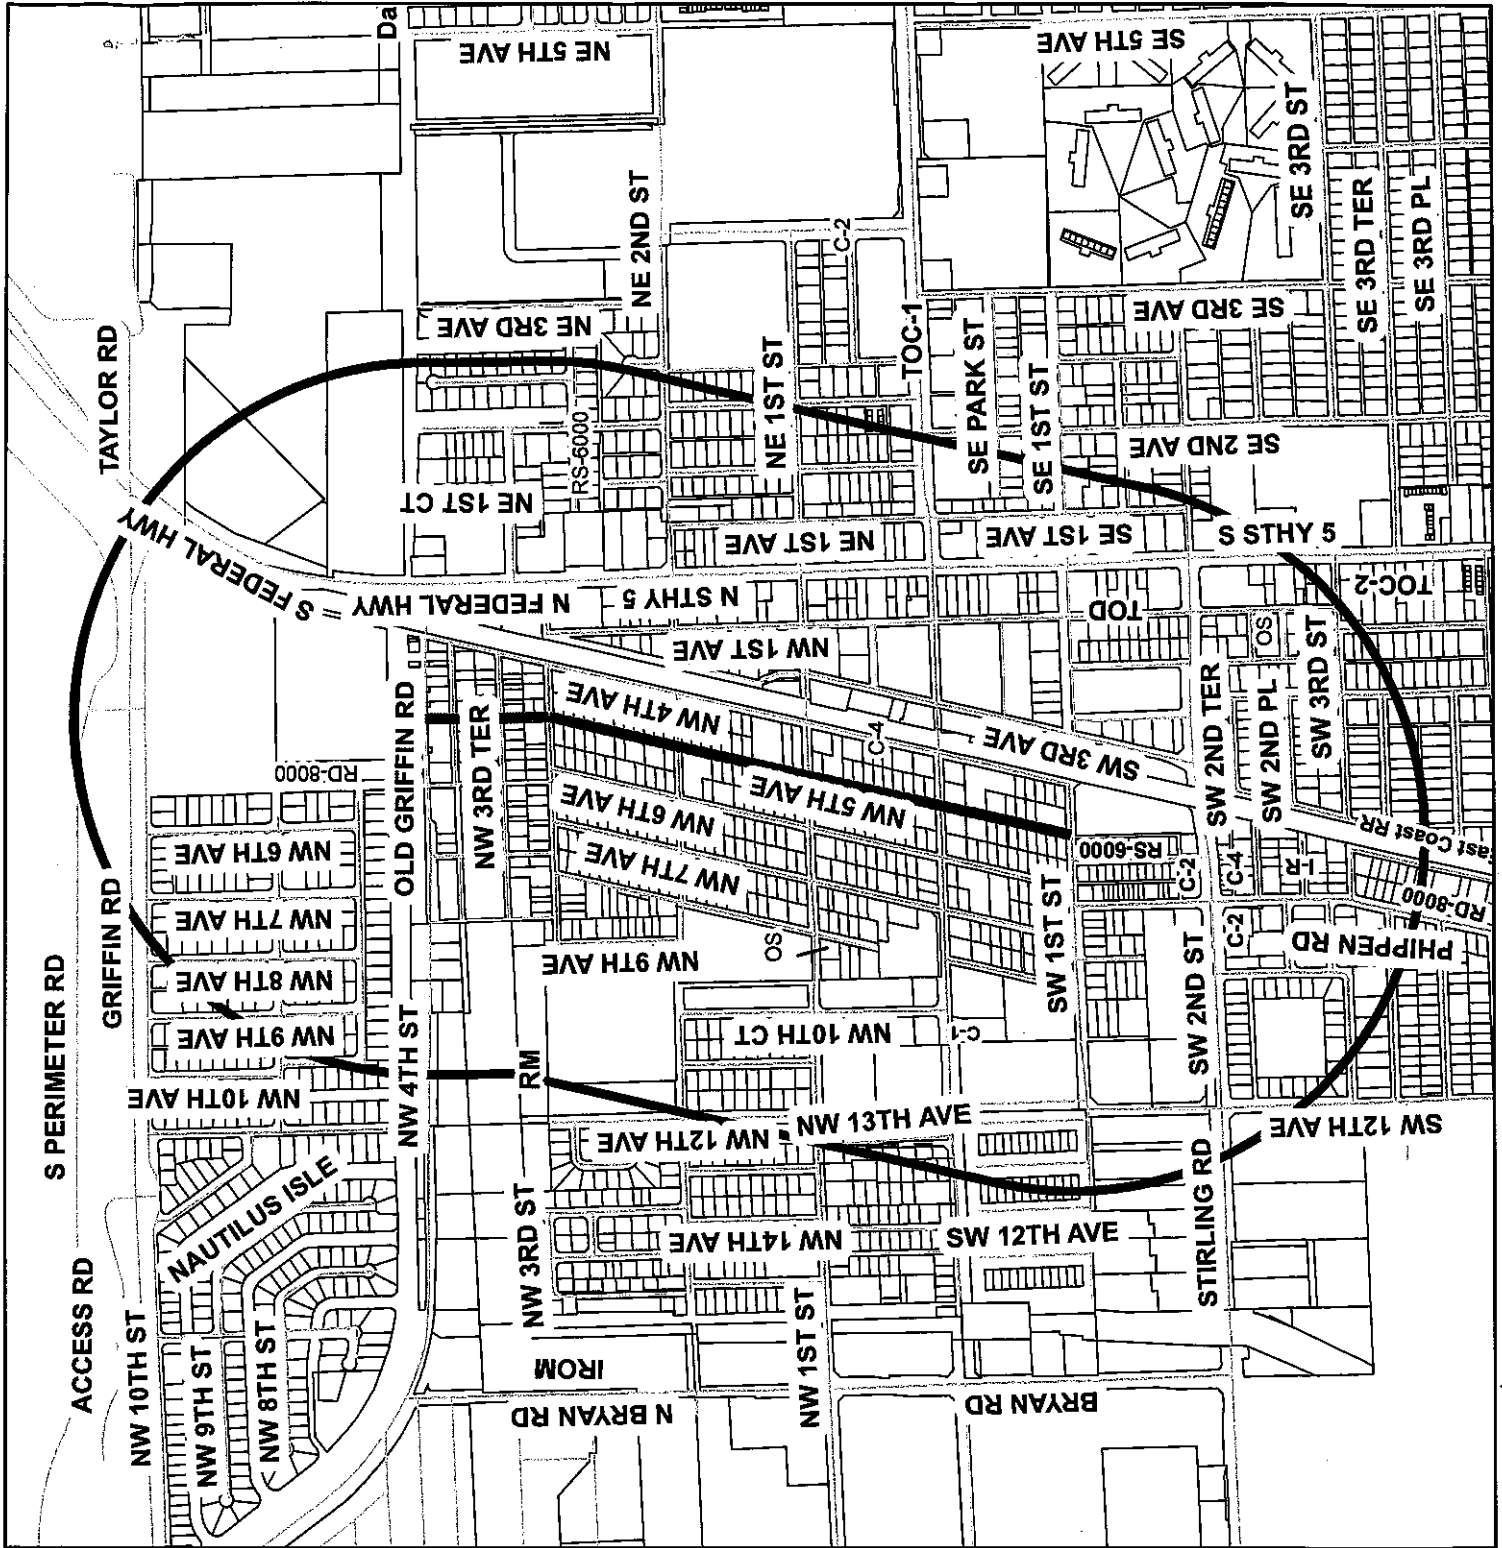 Da
NE 5TH AVE
SE 5TH AVE
SE 3RD ST
NE 2ND ST
C-2
SE 3RD TER
SE 3RD PL
TAYLOR RD
NE 3RD AVE
SE 3RD AVE
TOC-1
NE 1ST ST
SE PARK ST
SE 1ST ST
RS-6000
SE 2ND AVE
NE 1ST CT
S FEDERAL HWY
NE 1ST AVE
SE 1ST AVE
S STHY 5
N FEDERAL HWY
N STHY 5
TOD
TOC-2
NW 1ST AVE
OS
SW 3RD ST
GRIFFIN RD
OLD GRIFFIN RD
NW 3RD TER
NW 4TH AVE
C-4
SW 3RD AVE
SW 2ND TER
SW 2ND PL
RD-8000
NW 5TH AVE
NW 6TH AVE
NW 6TH AVE
NW 7TH AVE
RS-6000
C-2
C-4
I-R
ast Coast RR
RD-8000
NW 7TH AVE
SW 1ST ST
C-2
PHIPPEN RD
NW 8TH AVE
NW 9TH AVE
OS
S PERIMETER RD
NW 9TH AVE
NW 4TH ST
NW 10TH CT
C-1
SW 2ND ST
RM
NW 10TH AVE
NW 12TH AVE
NW 13TH AVE
SW 12TH AVE
NAUTILUS ISLE
NW 3RD ST
NW 14TH AVE
SW 12TH AVE
STIRLING RD
ACCESS RD
NW 10TH ST
NW 9TH ST
NW 8TH ST
IROM
NW 1ST ST
N BRYAN RD
BRYAN RD